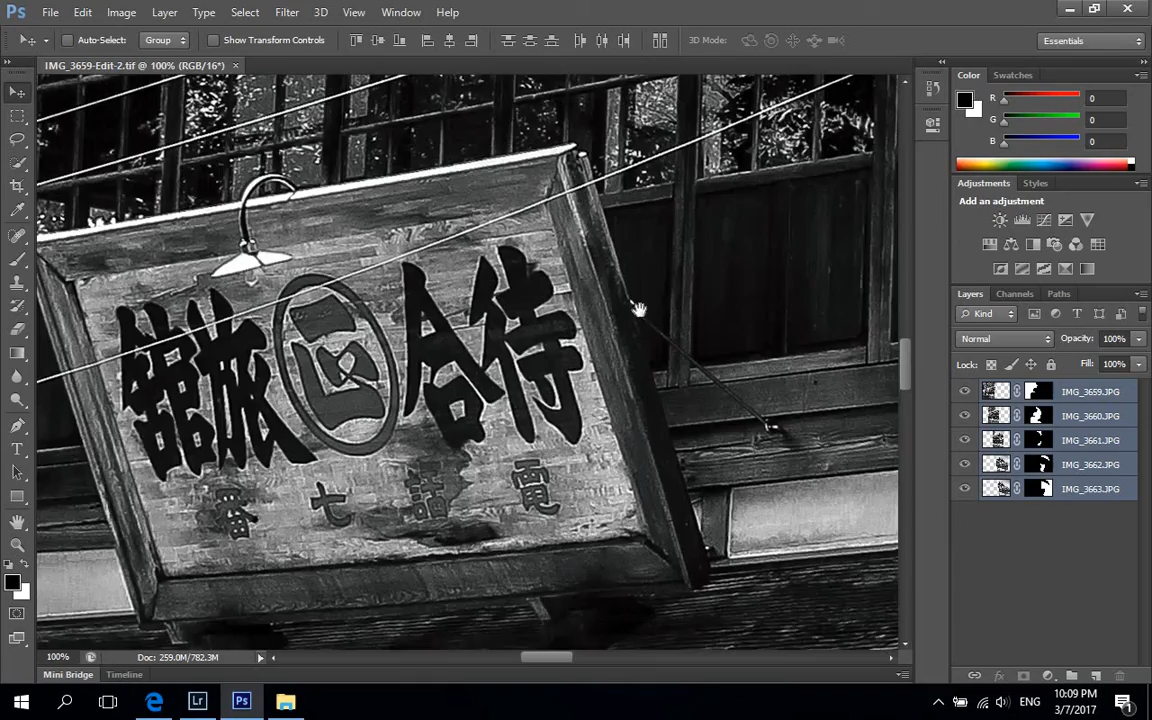 Ps File Edit Image Layer Type Select Filter 3D View Window Help
Auto-Select: Group Show Transform Controls 3D Mode: Essentials
IMG_3659-Edit-2.tif @ 100% (RGB/16*) ×
Color Swatches
R 0
G 0
B 0
Adjustments Styles
Add an adjustment
Layers Channels Paths
Kind
Normal Opacity: 100%
Lock: Fill: 100%
IMG_3659.JPG
IMG_3660.JPG
IMG_3661.JPG
IMG_3662.JPG
IMG_3663.JPG
館旅 合待
番七話電
100% Doc: 259.0M/782.3M
Mini Bridge Timeline
Lr Ps ENG 10:09 PM
3/7/2017 1